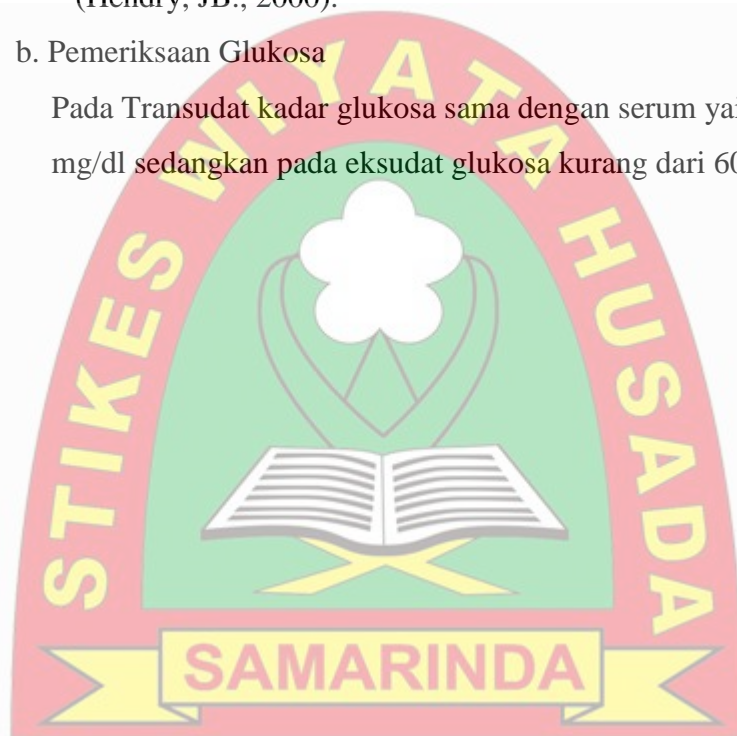 (Hendry, JB., 2000).
b. Pemeriksaan Glukosa
Pada Transudat kadar glukosa sama dengan serum yai
mg/dl sedangkan pada eksudat glukosa kurang dari 60
STIKES WIYATA HUSADA
SAMARINDA